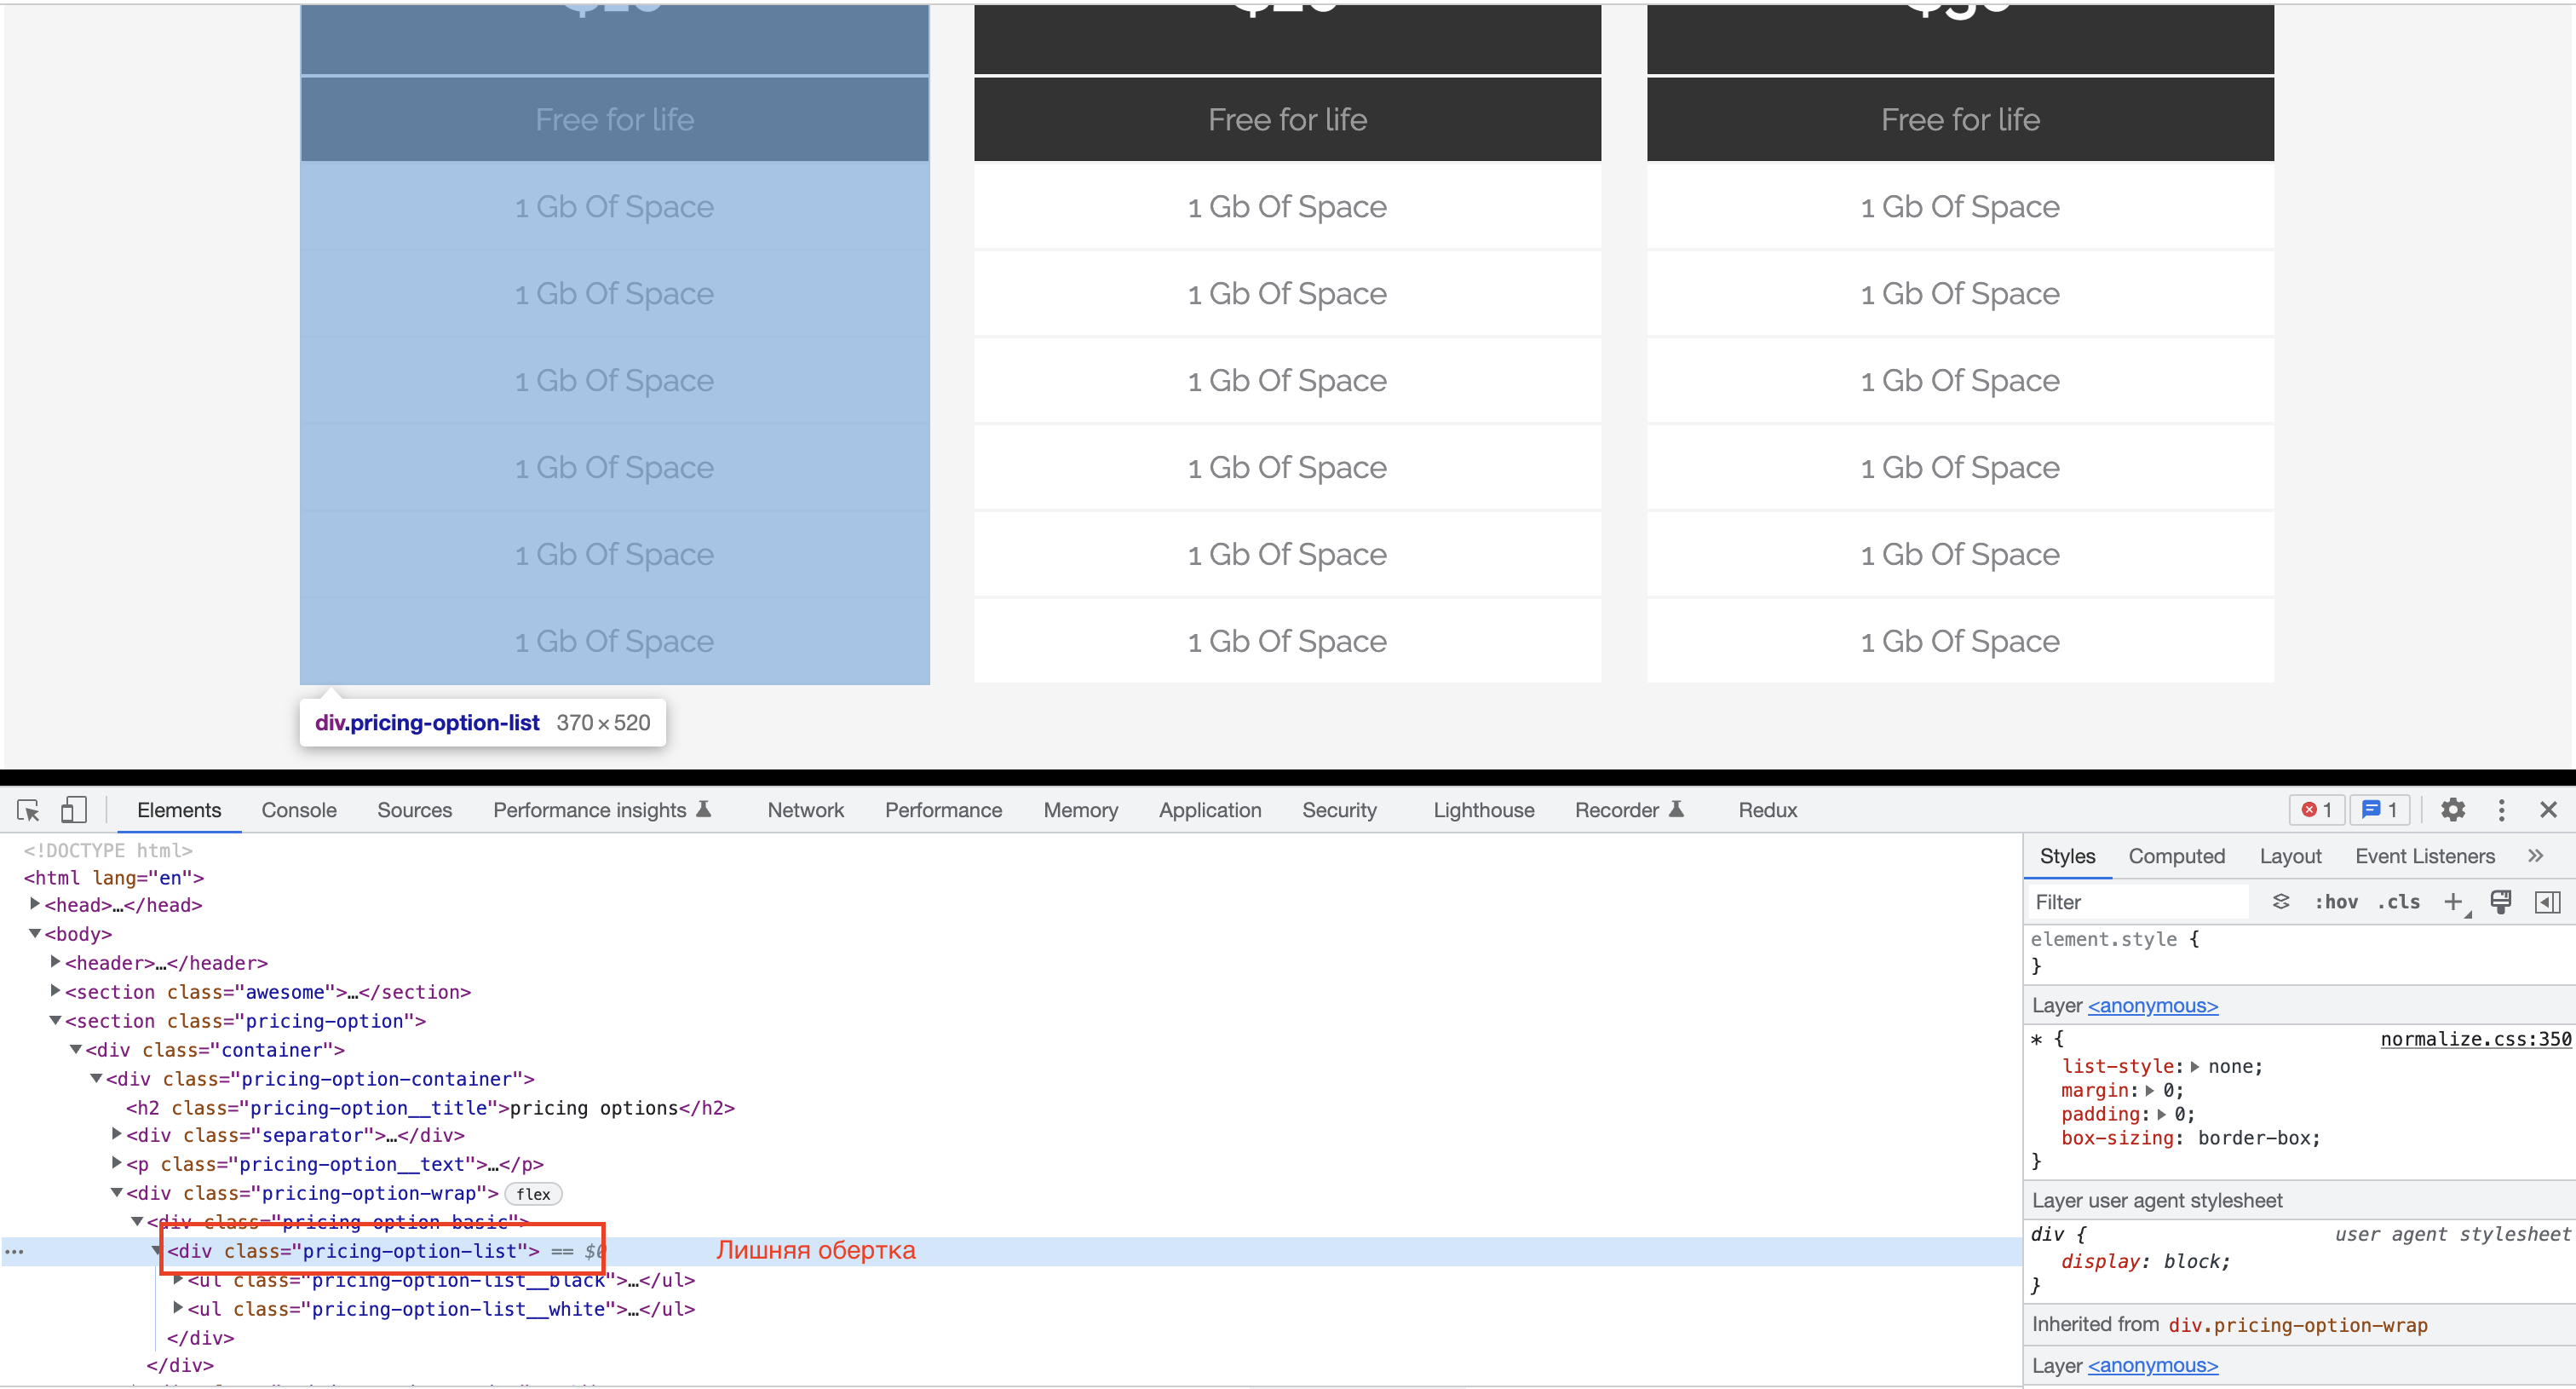 Free for life Free for life Free for life
1 Gb Of Space 1 Gb Of Space 1 Gb Of Space
1 Gb Of Space 1 Gb Of Space 1 Gb Of Space
1 Gb Of Space 1 Gb Of Space 1 Gb Of Space
1 Gb Of Space 1 Gb Of Space 1 Gb Of Space
1 Gb Of Space 1 Gb Of Space 1 Gb Of Space
1 Gb Of Space 1 Gb Of Space 1 Gb Of Space
div.pricing-option-list 370 × 520
Elements Console Sources Performance insights Network Performance Memory Application Security Lighthouse Recorder Redux 1 1
<!DOCTYPE html>
<html lang="en">
<head>…</head>
<body>
<header>…</header>
<section class="awesome">…</section>
<section class="pricing-option">
<div class="container">
<div class="pricing-option-container">
<h2 class="pricing-option__title">pricing options</h2>
<div class="separator">…</div>
<p class="pricing-option__text">…</p>
<div class="pricing-option-wrap"> flex
<div class="pricing-option-basic">
<div class="pricing-option-list"> == $0 Лишняя обертка
<ul class="pricing-option-list__black">…</ul>
<ul class="pricing-option-list__white">…</ul>
</div>
</div>
Styles Computed Layout Event Listeners »
Filter :hov .cls +
element.style {
}
Layer <anonymous>
* { normalize.css:350
list-style: none;
margin: 0;
padding: 0;
box-sizing: border-box;
}
Layer user agent stylesheet
div { user agent stylesheet
display: block;
}
Inherited from div.pricing-option-wrap
Layer <anonymous>